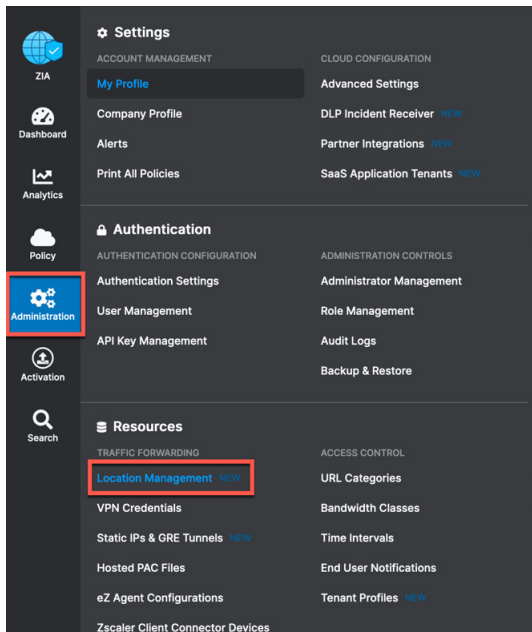 ZIA
Dashboard
Analytics
Policy
Administration
Activation
Search
Settings
ACCOUNT MANAGEMENT
My Profile
Company Profile
Alerts
Print All Policies
CLOUD CONFIGURATION
Advanced Settings
DLP Incident Receiver NEW
Partner Integrations NEW
SaaS Application Tenants NEW
Authentication
AUTHENTICATION CONFIGURATION
Authentication Settings
User Management
API Key Management
ADMINISTRATION CONTROLS
Administrator Management
Role Management
Audit Logs
Backup & Restore
Resources
TRAFFIC FORWARDING
Location Management NEW
VPN Credentials
Static IPs & GRE Tunnels NEW
Hosted PAC Files
eZ Agent Configurations
Zscaler Client Connector Devices
ACCESS CONTROL
URL Categories
Bandwidth Classes
Time Intervals
End User Notifications
Tenant Profiles NEW